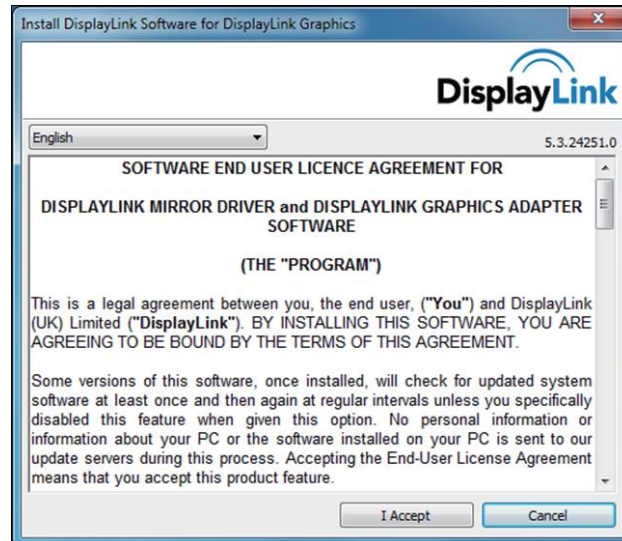 Install DisplayLink Software for DisplayLink Graphics
DisplayLink
English
5.3.24251.0
SOFTWARE END USER LICENCE AGREEMENT FOR
DISPLAYLINK MIRROR DRIVER and DISPLAYLINK GRAPHICS ADAPTER
SOFTWARE
(THE "PROGRAM")
This is a legal agreement between you, the end user, ("You") and DisplayLink
(UK) Limited ("DisplayLink"). BY INSTALLING THIS SOFTWARE, YOU ARE
AGREEING TO BE BOUND BY THE TERMS OF THIS AGREEMENT.
Some versions of this software, once installed, will check for updated system
software at least once and then again at regular intervals unless you specifically
disabled this feature when given this option. No personal information or
information about your PC or the software installed on your PC is sent to our
update servers during this process. Accepting the End-User License Agreement
means that you accept this product feature.
I Accept
Cancel